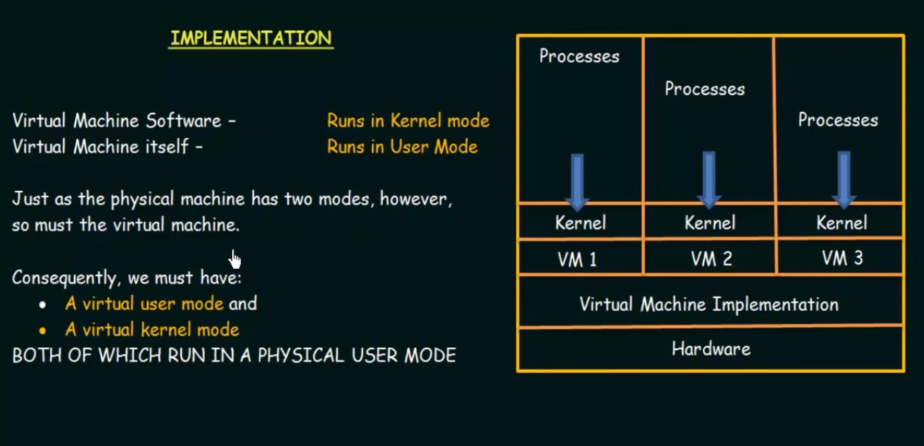 IMPLEMENTATION
Virtual Machine Software – Runs in Kernel mode
Virtual Machine itself – Runs in User Mode
Just as the physical machine has two modes, however,
so must the virtual machine.
Consequently, we must have:
• A virtual user mode and
• A virtual kernel mode
BOTH OF WHICH RUN IN A PHYSICAL USER MODE
Processes
Processes
Processes
Kernel Kernel Kernel
VM 1 VM 2 VM 3
Virtual Machine Implementation
Hardware